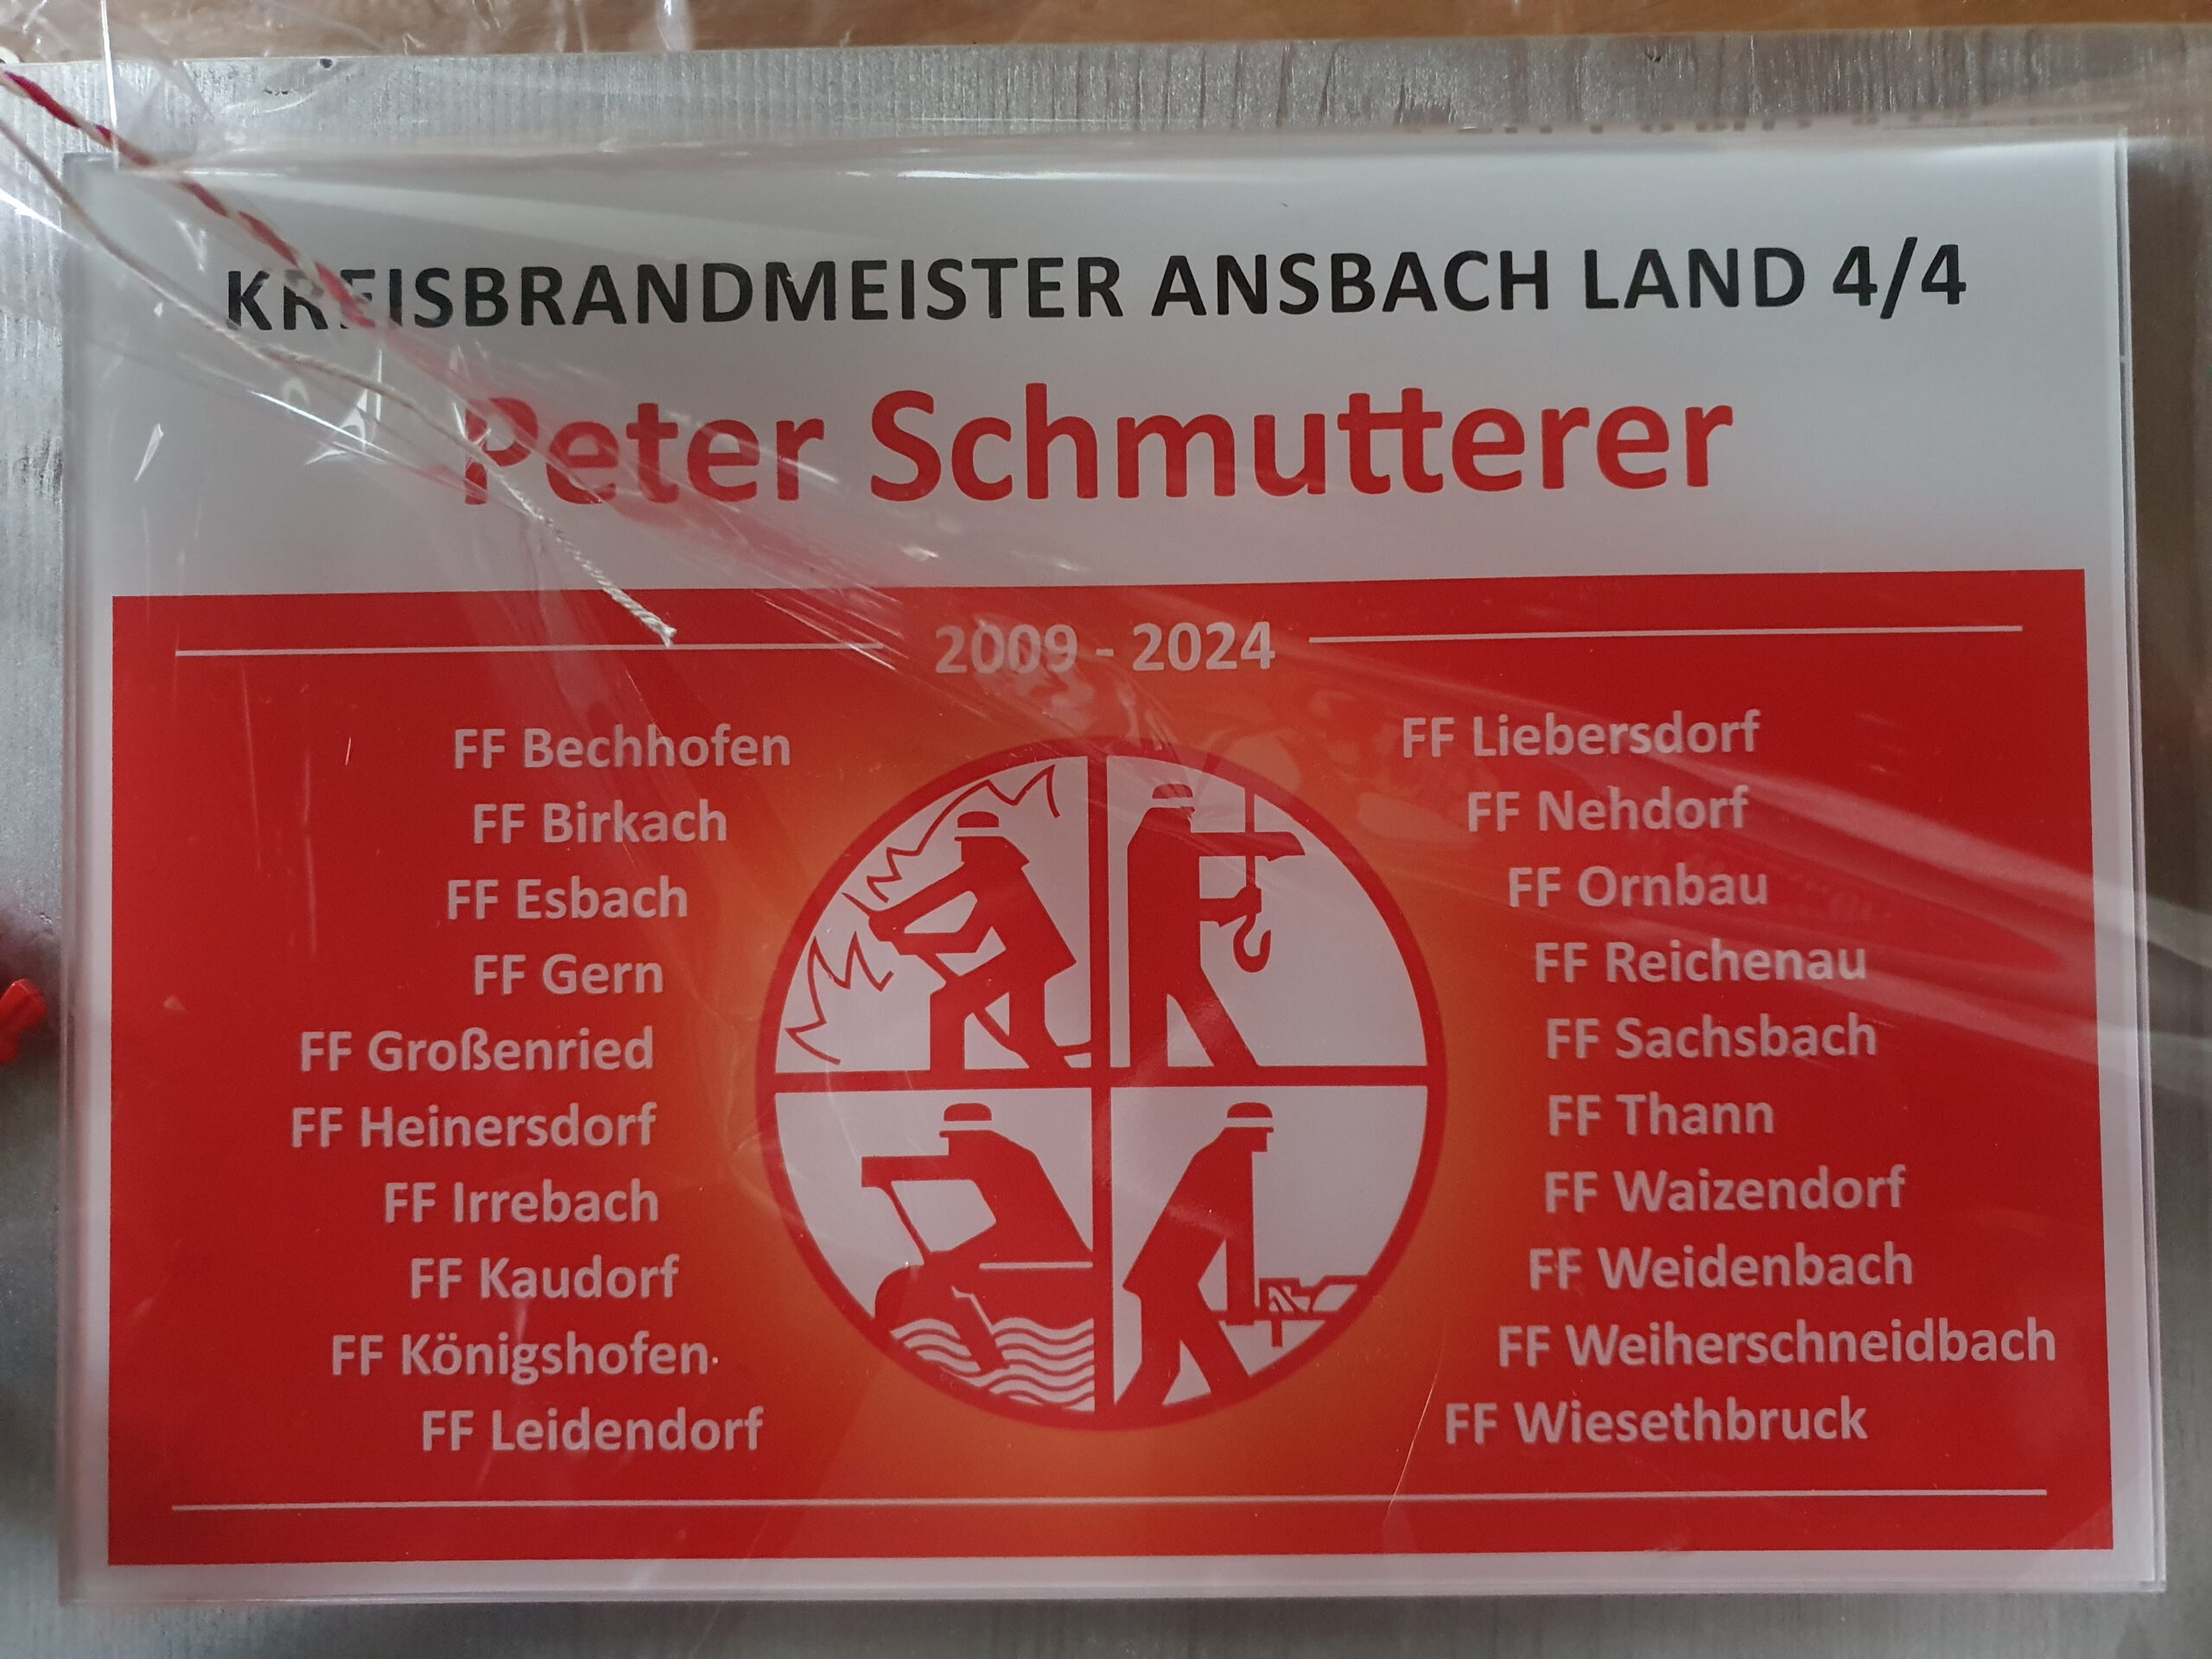 KREISBRANDMEISTER ANSBACH LAND 4/4
Peter Schmutterer
2009 - 2024
FF Bechhofen
FF Birkach
FF Esbach
FF Gern
FF Großenried
FF Heinersdorf
FF Irrebach
FF Kaudorf
FF Königshofen
FF Leidendorf
FF Liebersdorf
FF Nehdorf
FF Ornbau
FF Reichenau
FF Sachsbach
FF Thann
FF Waizendorf
FF Weidenbach
FF Weiherschneidbach
FF Wiesethbruck